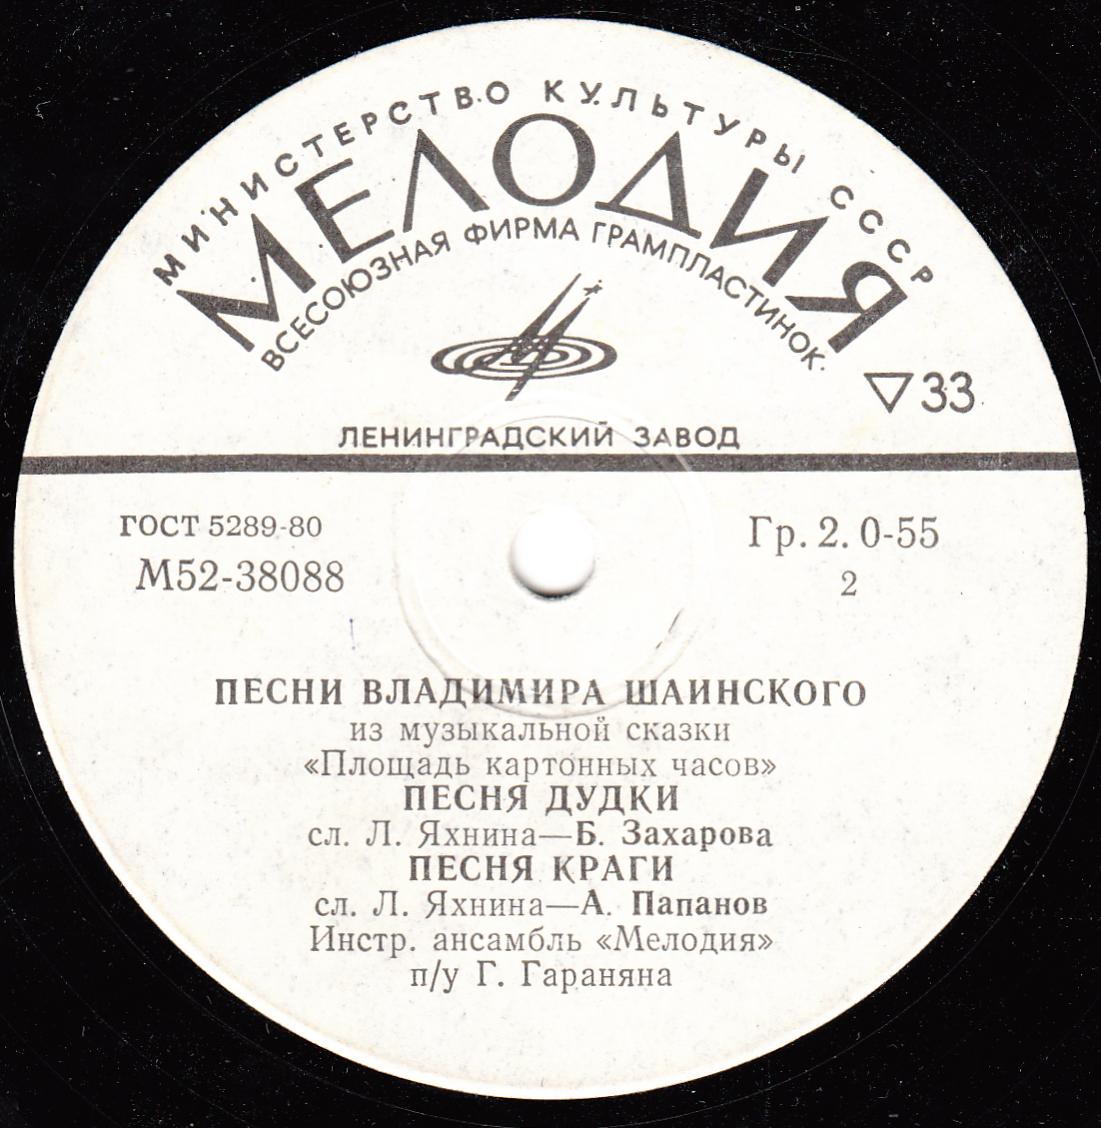 МИНИСТЕРСТВО КУЛЬТУРЫ СССР
МЕЛОДИЯ
ВСЕСОЮЗНАЯ ФИРМА ГРАМПЛАСТИНОК
▽33
ЛЕНИНГРАДСКИЙ ЗАВОД
ГОСТ 5289-80
Гр. 2. 0-55
М52-38088
2
ПЕСНИ ВЛАДИМИРА ШАИНСКОГО
из музыкальной сказки
«Площадь картонных часов»
ПЕСНЯ ДУДКИ
сл. Л. Яхнина—Б. Захарова
ПЕСНЯ КРАГИ
сл. Л. Яхнина—А. Папанов
Инстр. ансамбль «Мелодия»
п/у Г. Гараняна